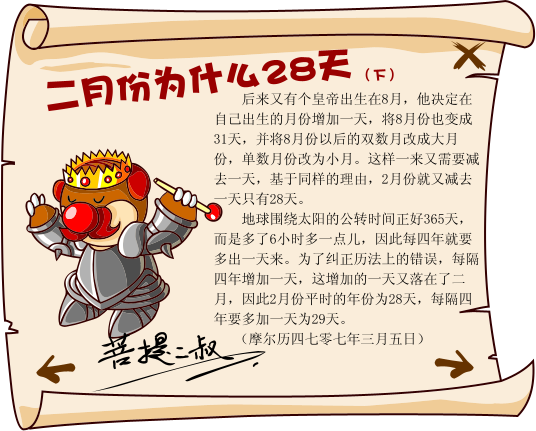 二月份为什么28天（下）
后来又有个皇帝出生在8月，他决定在
自己出生的月份增加一天，将8月份也变成
31天，并将8月份以后的双数月改成大月
份，单数月份改为小月。这样一来又需要减
去一天，基于同样的理由，2月份就又减去
一天只有28天。
地球围绕太阳的公转时间正好365天，
而是多了6小时多一点儿，因此每四年就要
多出一天来。为了纠正历法上的错误，每隔
四年增加一天，这增加的一天又落在了二
月，因此2月份平时的年份为28天，每隔四
年要多加一天为29天。
（摩尔历四七零七年三月五日）
菩提二叔